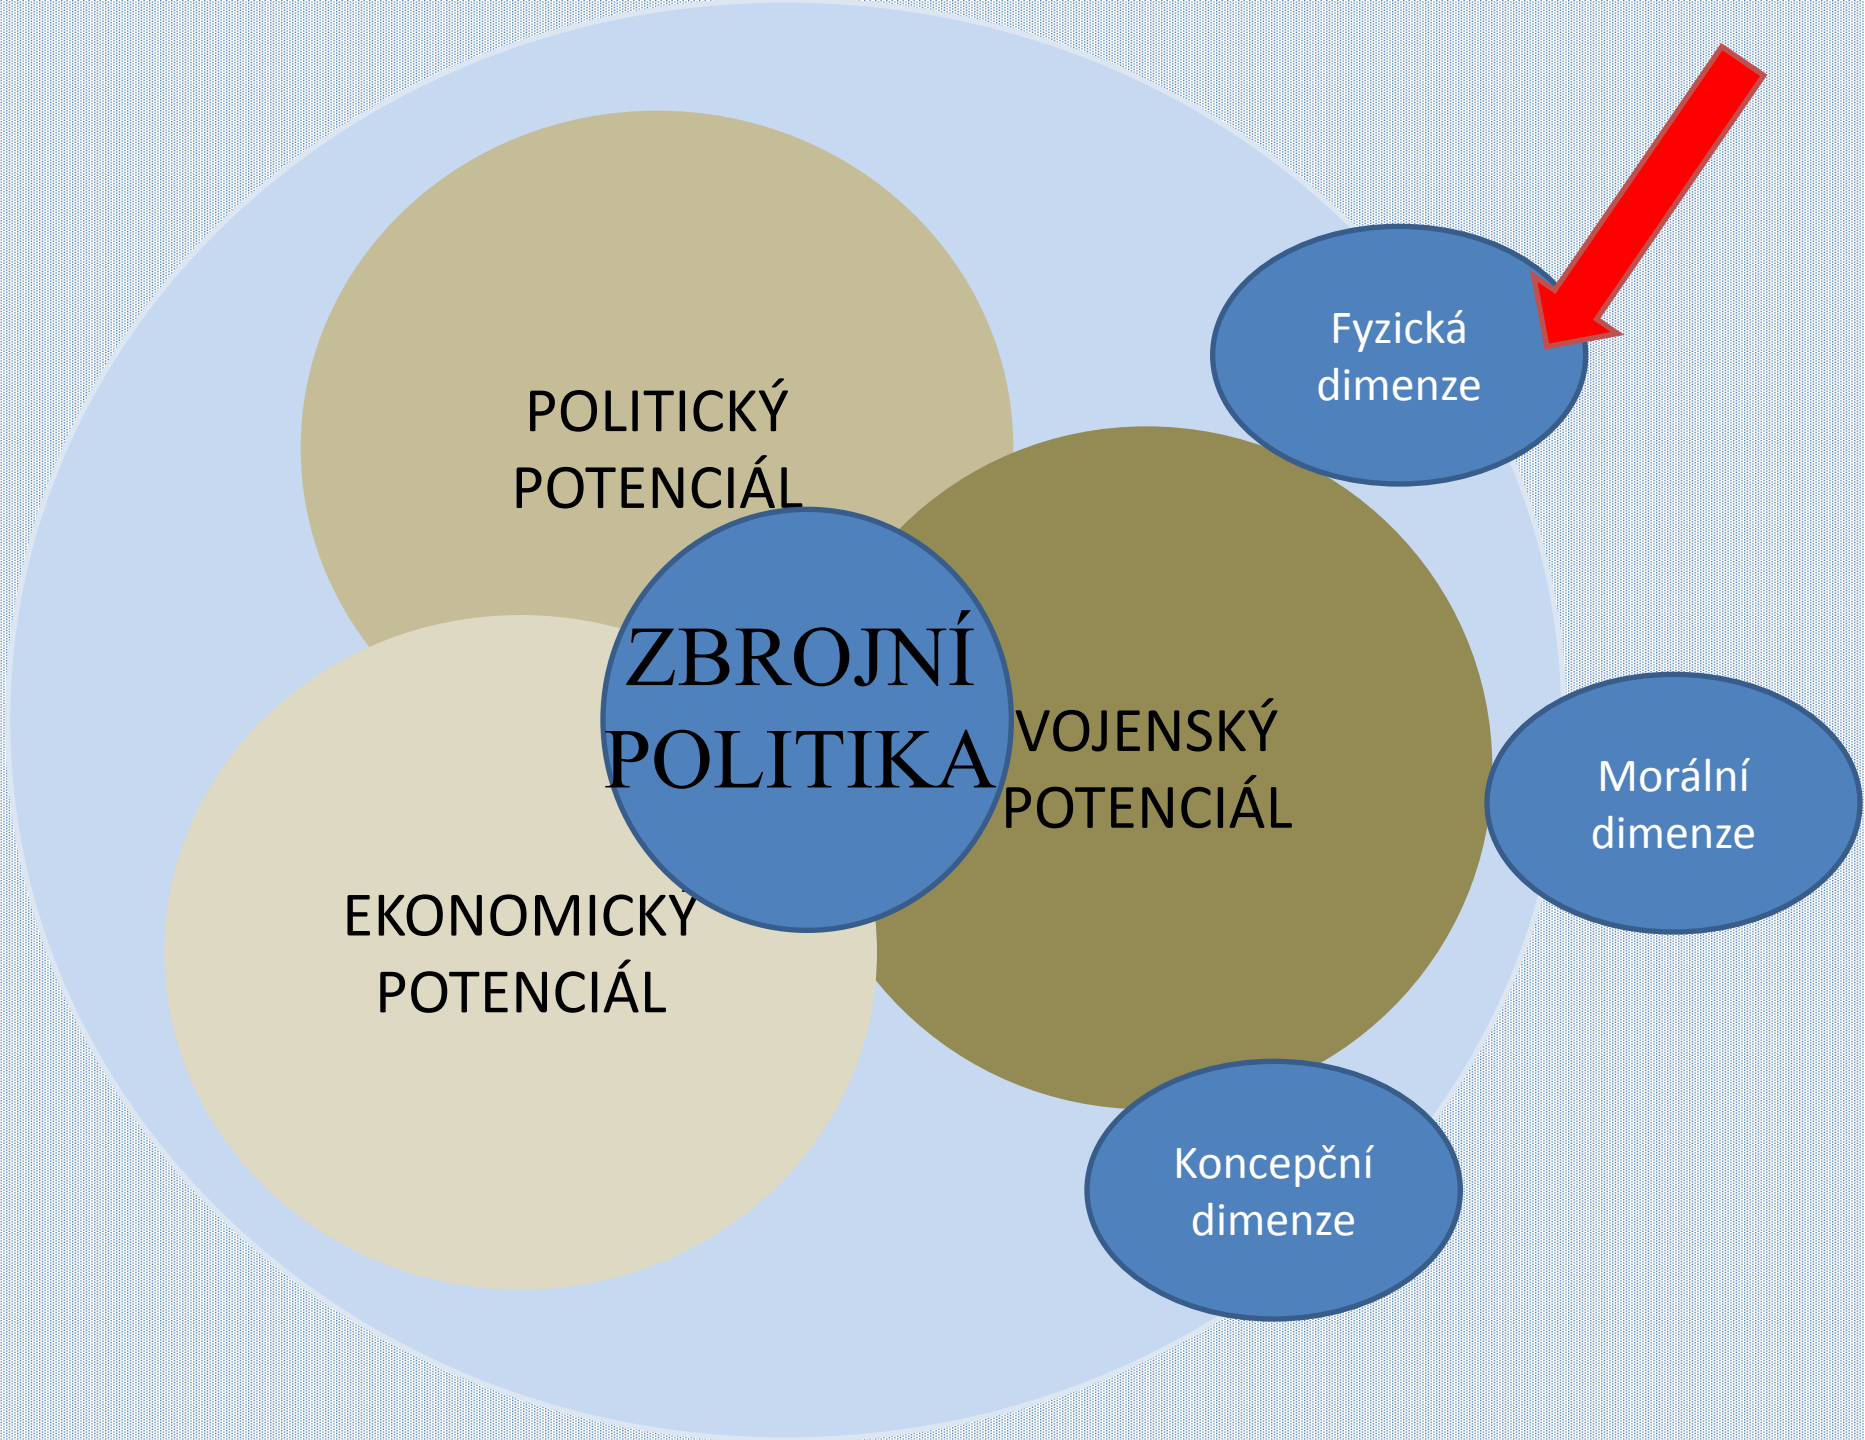 POLITICKÝ
POTENCIÁL
Fyzická
dimenze
ZBROJNÍ
POLITIKA
VOJENSKÝ
POTENCIÁL
Morální
dimenze
EKONOMICKÝ
POTENCIÁL
Koncepční
dimenze